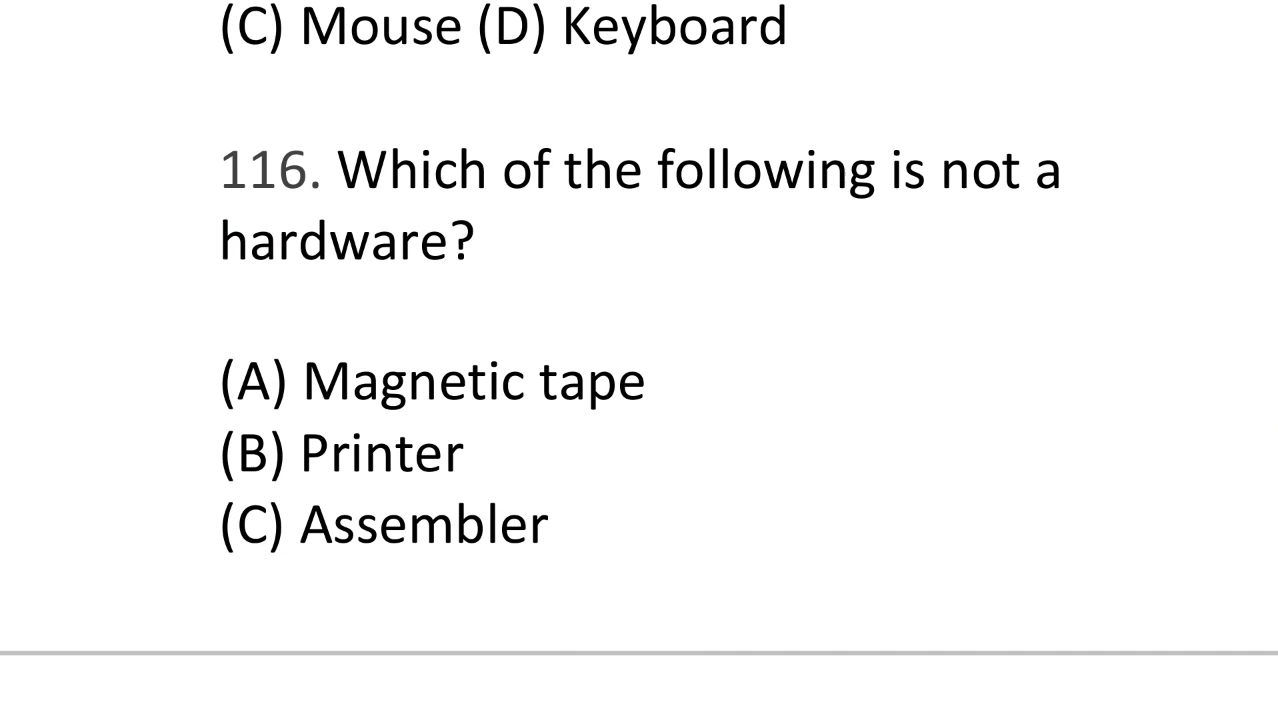 (C) Mouse (D) Keyboard
116. Which of the following is not a
hardware?
(A) Magnetic tape
(B) Printer
(C) Assembler